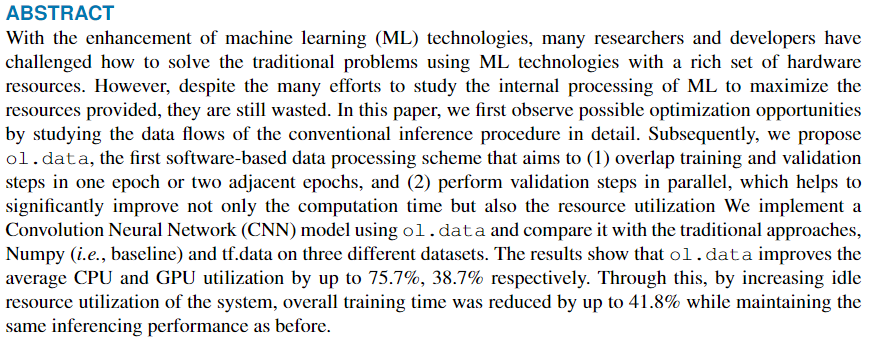 ABSTRACT
With the enhancement of machine learning (ML) technologies, many researchers and developers have
challenged how to solve the traditional problems using ML technologies with a rich set of hardware
resources. However, despite the many efforts to study the internal processing of ML to maximize the
resources provided, they are still wasted. In this paper, we first observe possible optimization opportunities
by studying the data flows of the conventional inference procedure in detail. Subsequently, we propose
ol.data, the first software-based data processing scheme that aims to (1) overlap training and validation
steps in one epoch or two adjacent epochs, and (2) perform validation steps in parallel, which helps to
significantly improve not only the computation time but also the resource utilization We implement a
Convolution Neural Network (CNN) model using ol.data and compare it with the traditional approaches,
Numpy (i.e., baseline) and tf.data on three different datasets. The results show that ol.data improves the
average CPU and GPU utilization by up to 75.7%, 38.7% respectively. Through this, by increasing idle
resource utilization of the system, overall training time was reduced by up to 41.8% while maintaining the
same inferencing performance as before.